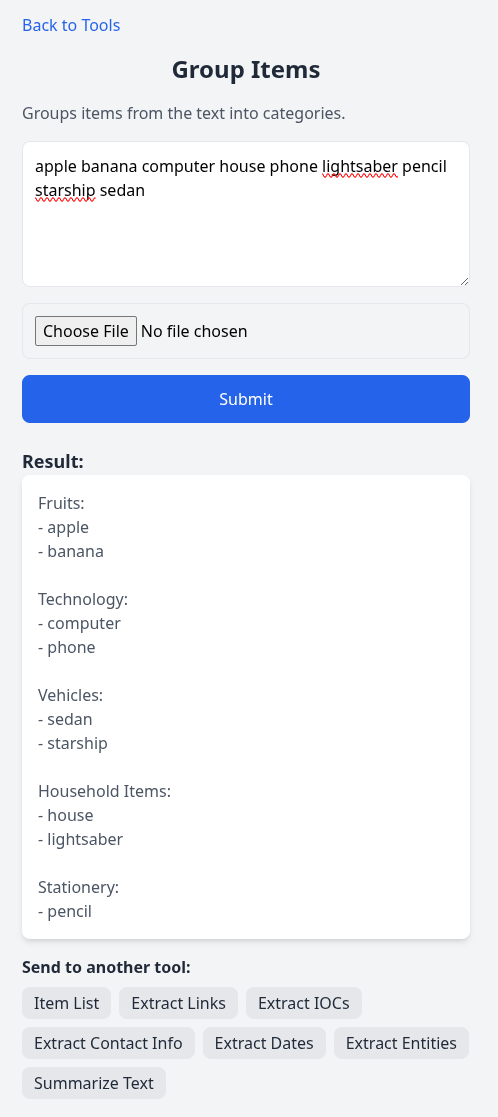 Back to Tools
Group Items
Groups items from the text into categories.
apple banana computer house phone lightsaber pencil
starship sedan
Choose File No file chosen
Submit
Result:
Fruits:
- apple
- banana
Technology:
- computer
- phone
Vehicles:
- sedan
- starship
Household Items:
- house
- lightsaber
Stationery:
- pencil
Send to another tool:
Item List Extract Links Extract IOCs
Extract Contact Info Extract Dates Extract Entities
Summarize Text